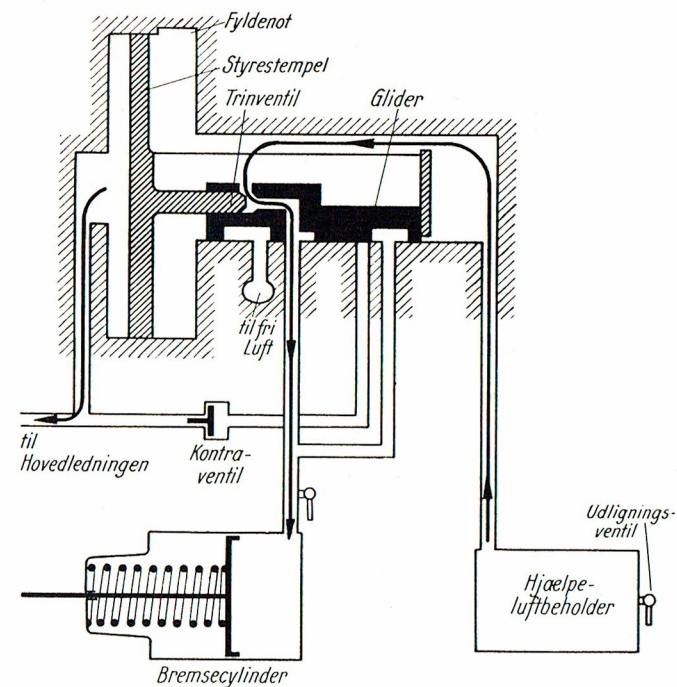 Fyldenot
Styrestempel
Trinventil
Glider
til fri
Luft
til
Hovedledningen
Kontra-
ventil
Udlignings-
ventil
Hjælpe-
luftbeholder
Bremsecylinder